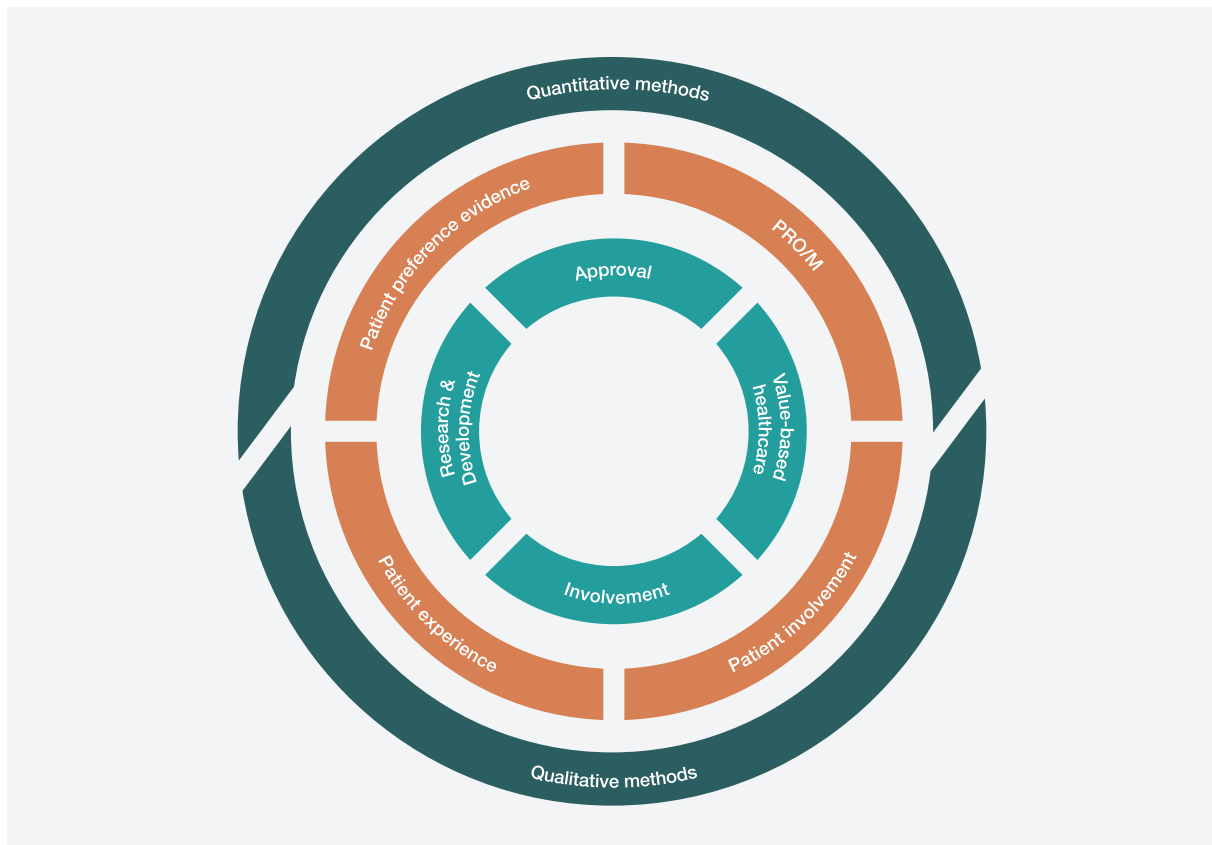 Quantitative methods
Patient preference evidence
PRO/M
Approval
Research &
Development
Value-based
healthcare
Involvement
Patient experience
Patient involvement
Qualitative methods